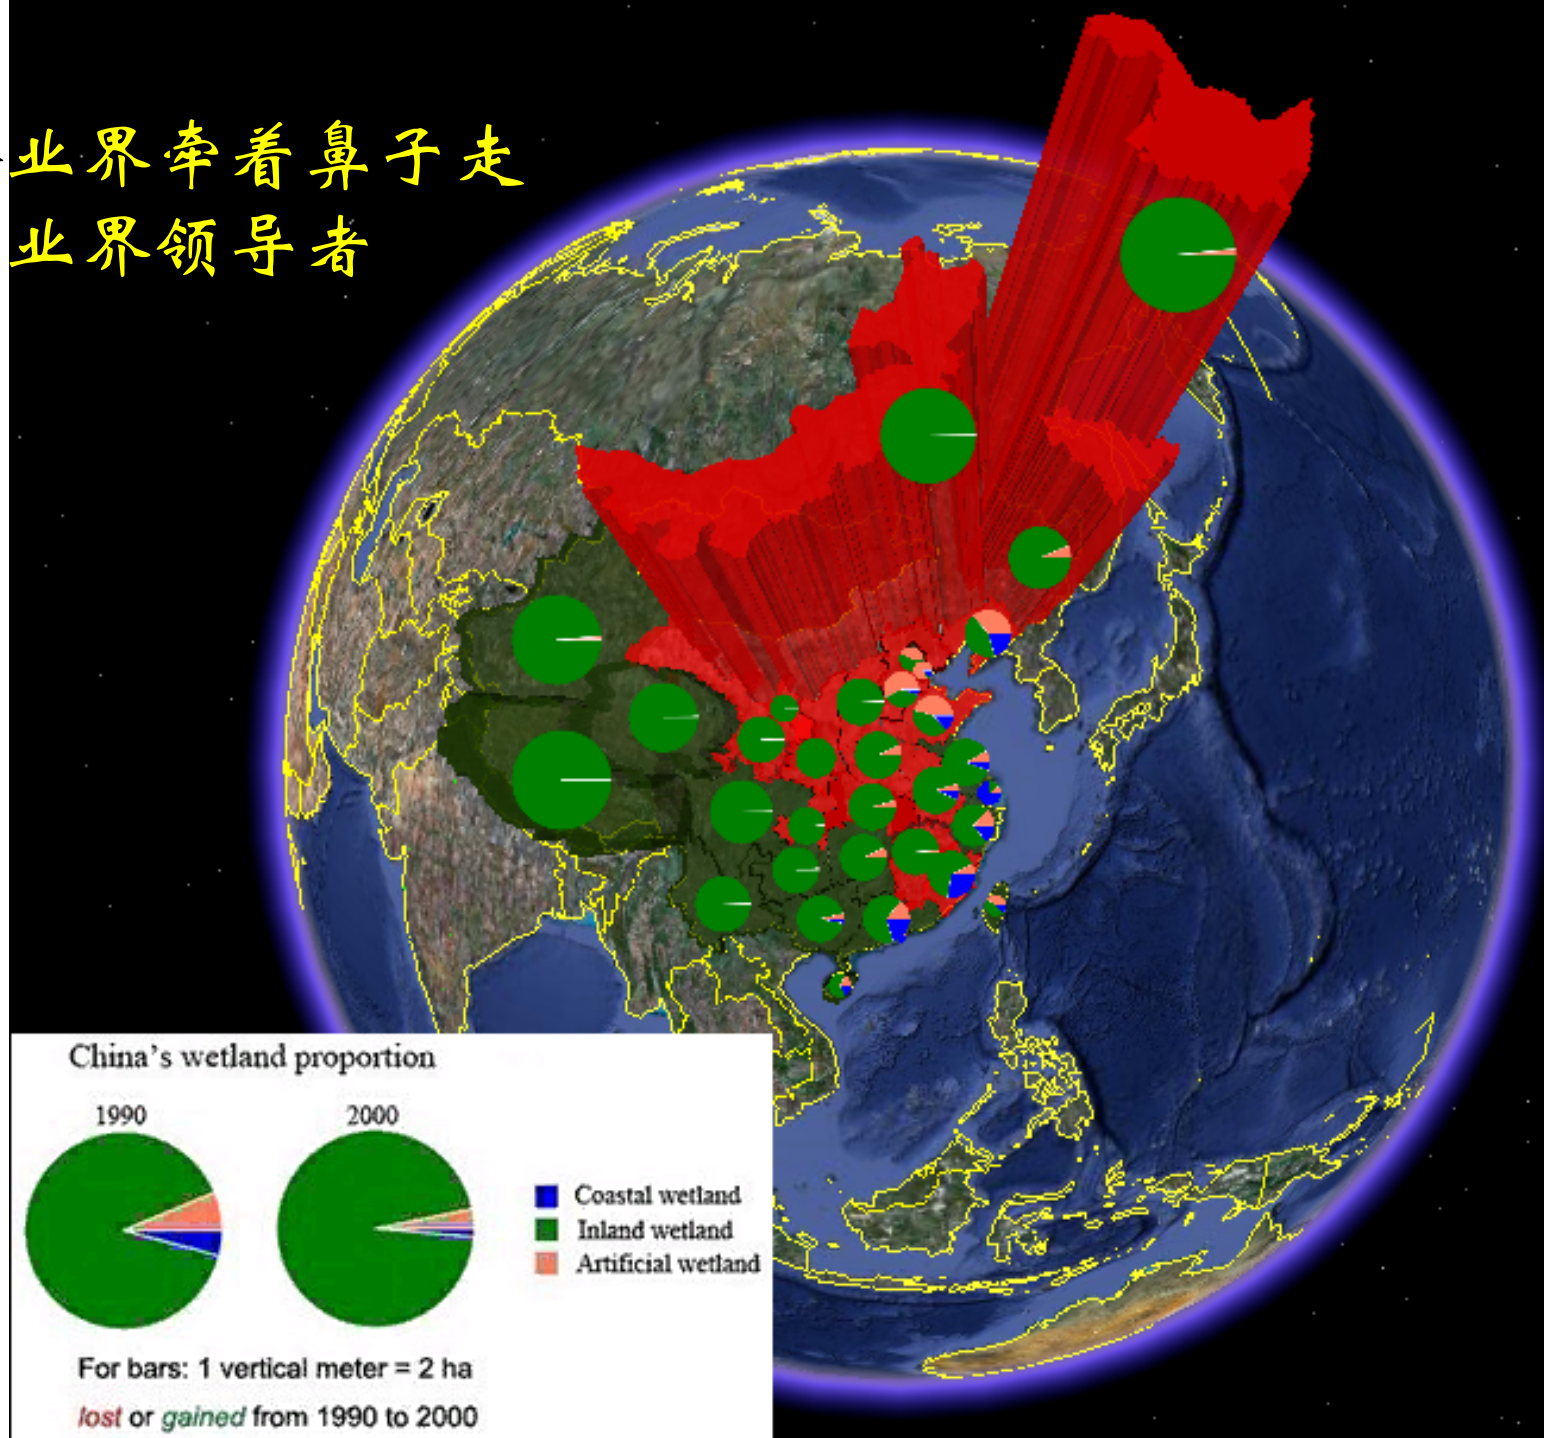 业界牵着鼻子走
业界领导者
China's wetland proportion
1990 2000
Coastal wetland
Inland wetland
Artificial wetland
For bars: 1 vertical meter = 2 ha
lost or gained from 1990 to 2000